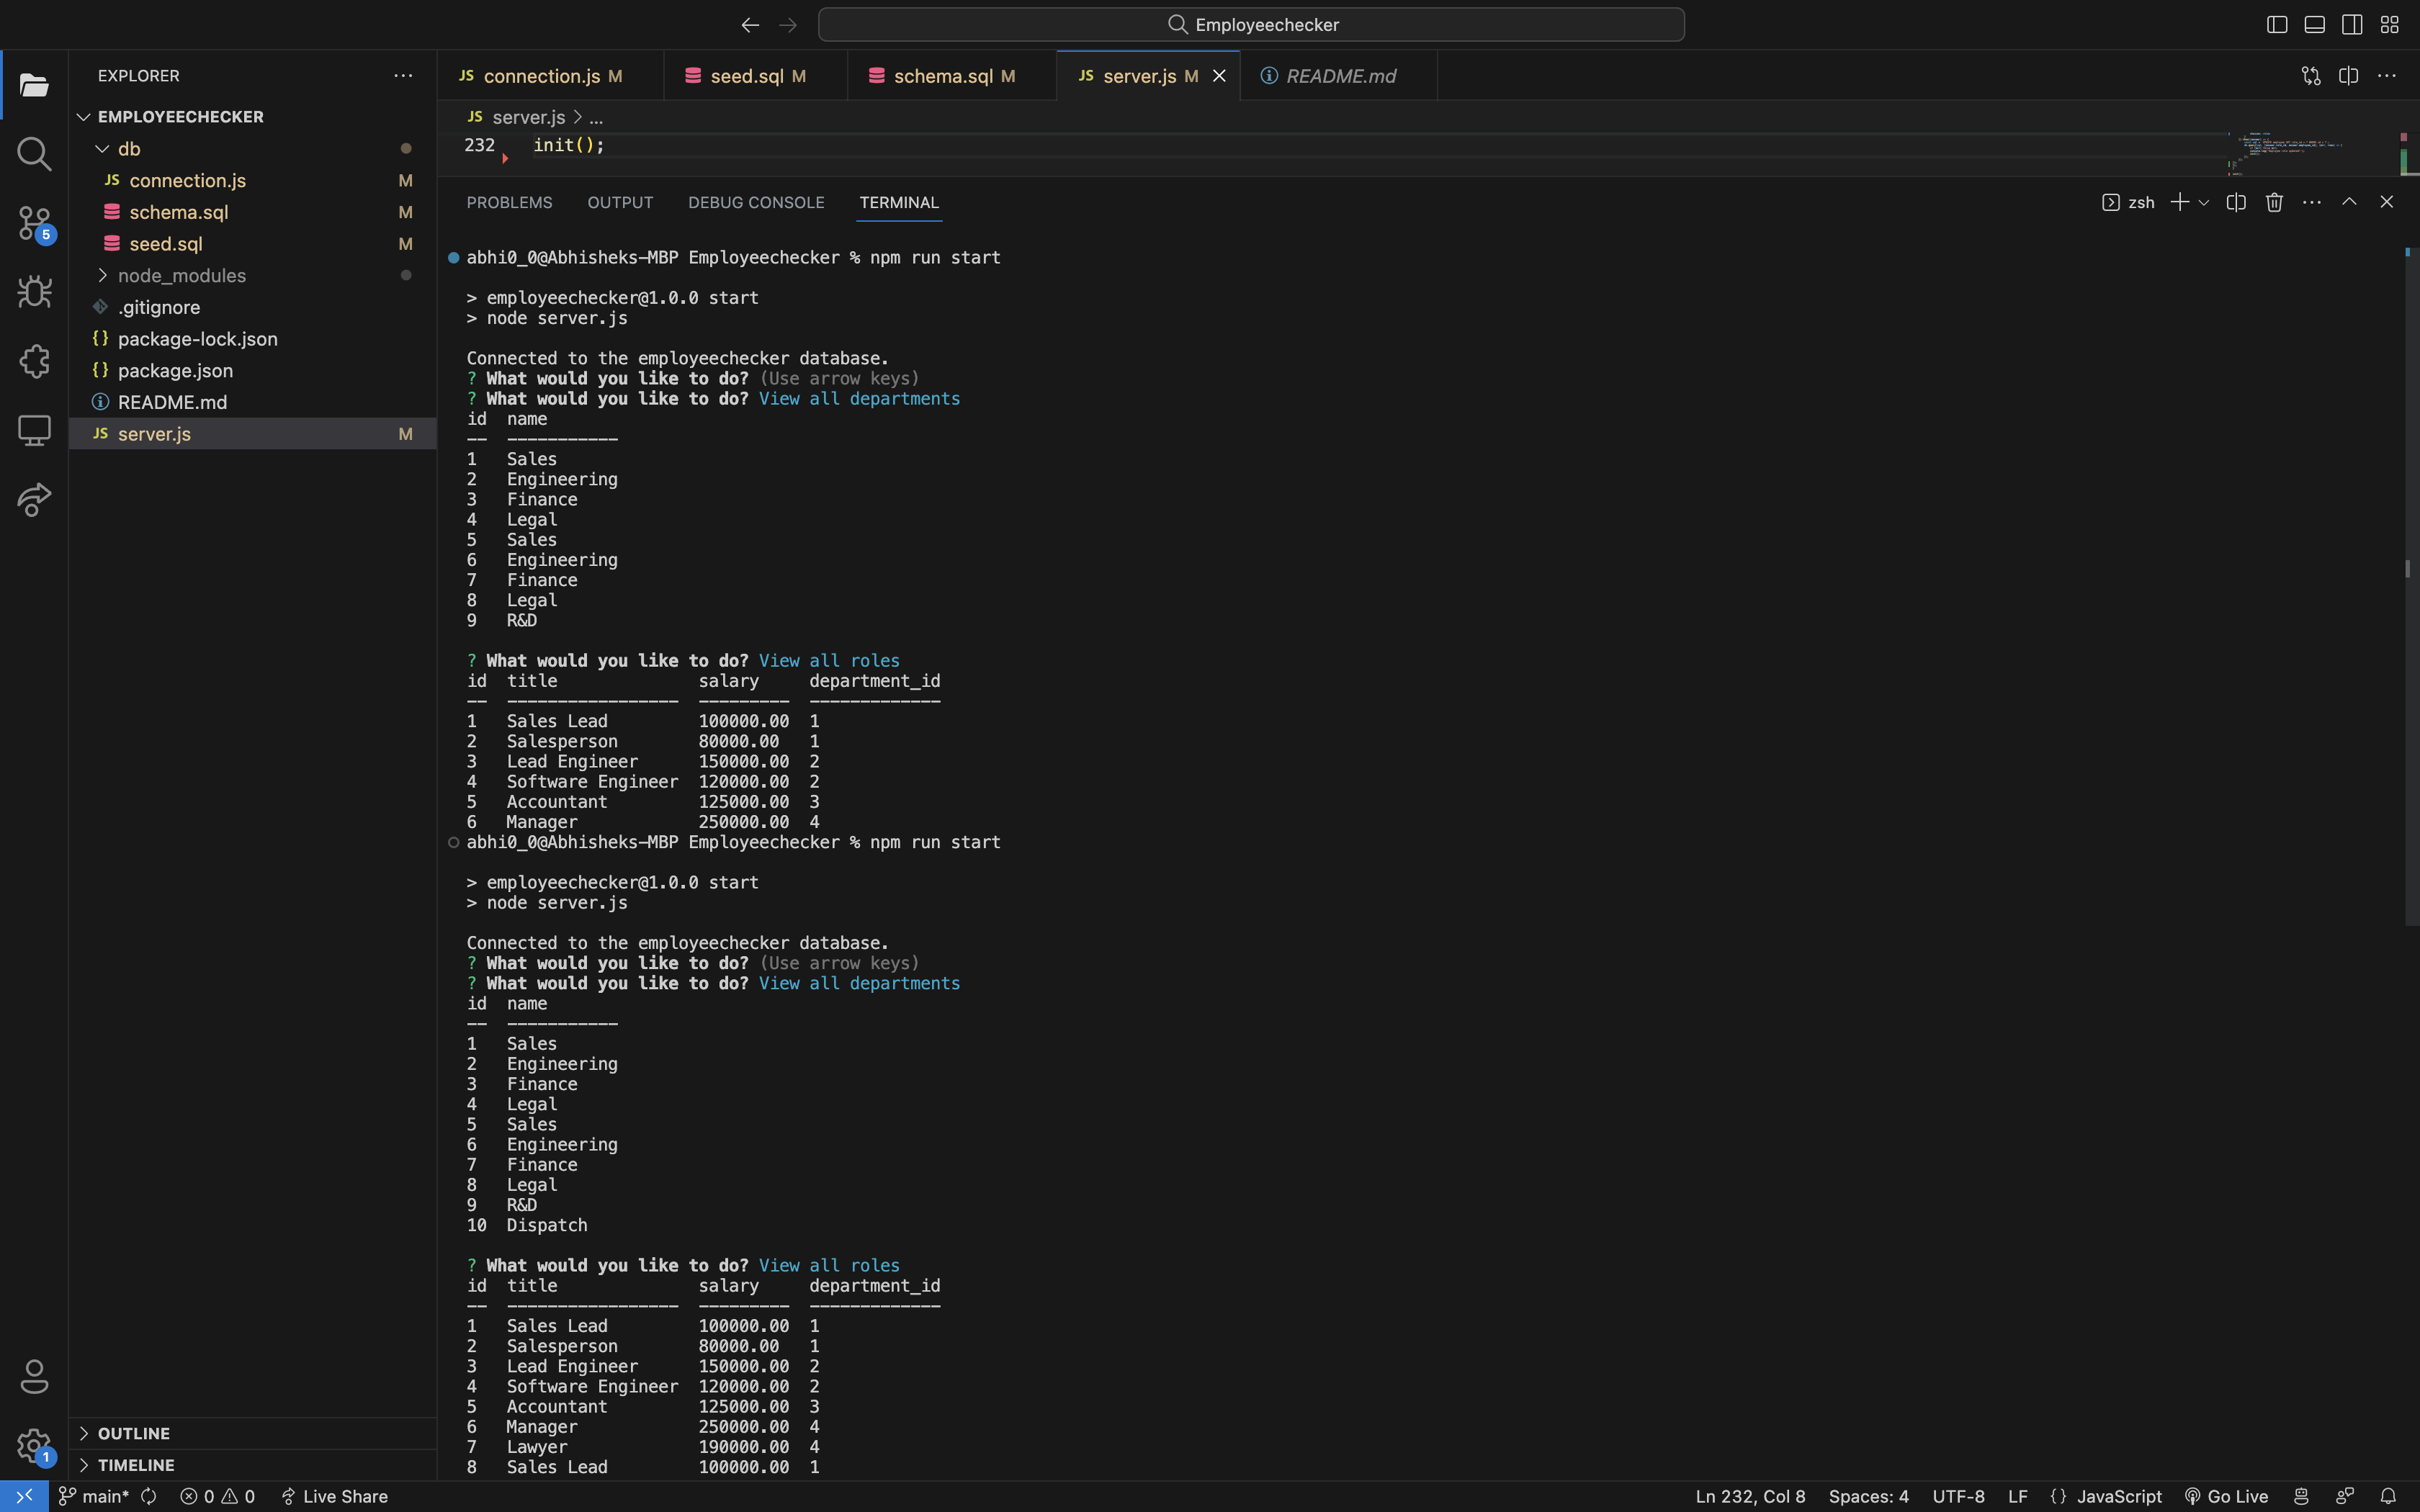 Employeechecker
EXPLORER
EMPLOYEECHECKER
db
JS connection.js M
schema.sql M
seed.sql M
node_modules
.gitignore
{} package-lock.json
{} package.json
README.md
JS server.js M
OUTLINE
TIMELINE
5
1
JS connection.js M
seed.sql M
schema.sql M
JS server.js M
README.md
JS server.js > ...
232 init();
PROBLEMS OUTPUT DEBUG CONSOLE TERMINAL
zsh
abhi0_0@Abhisheks-MBP Employeechecker % npm run start
> employeechecker@1.0.0 start
> node server.js
Connected to the employeechecker database.
? What would you like to do? (Use arrow keys)
? What would you like to do? View all departments
id name
-- -----------
1 Sales
2 Engineering
3 Finance
4 Legal
5 Sales
6 Engineering
7 Finance
8 Legal
9 R&D
? What would you like to do? View all roles
id title salary department_id
-- ----------------- --------- -------------
1 Sales Lead 100000.00 1
2 Salesperson 80000.00 1
3 Lead Engineer 150000.00 2
4 Software Engineer 120000.00 2
5 Accountant 125000.00 3
6 Manager 250000.00 4
abhi0_0@Abhisheks-MBP Employeechecker % npm run start
> employeechecker@1.0.0 start
> node server.js
Connected to the employeechecker database.
? What would you like to do? (Use arrow keys)
? What would you like to do? View all departments
id name
-- -----------
1 Sales
2 Engineering
3 Finance
4 Legal
5 Sales
6 Engineering
7 Finance
8 Legal
9 R&D
10 Dispatch
? What would you like to do? View all roles
id title salary department_id
-- ----------------- --------- -------------
1 Sales Lead 100000.00 1
2 Salesperson 80000.00 1
3 Lead Engineer 150000.00 2
4 Software Engineer 120000.00 2
5 Accountant 125000.00 3
6 Manager 250000.00 4
7 Lawyer 190000.00 4
8 Sales Lead 100000.00 1
main* 0 0 Live Share Ln 232, Col 8 Spaces: 4 UTF-8 LF {} JavaScript Go Live